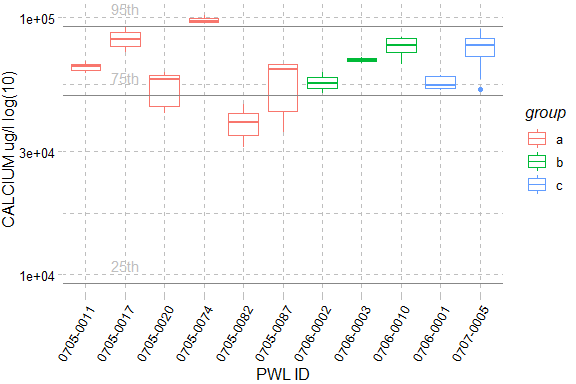 CALCIUM ug/l log(10)
1e+05
3e+04
1e+04
95th
75th
25th
0705-0011
0705-0017
0705-0020
0705-0074
0705-0082
0705-0087
0706-0002
0706-0003
0706-0010
0706-0001
0707-0005
PWL ID
group
a
b
c